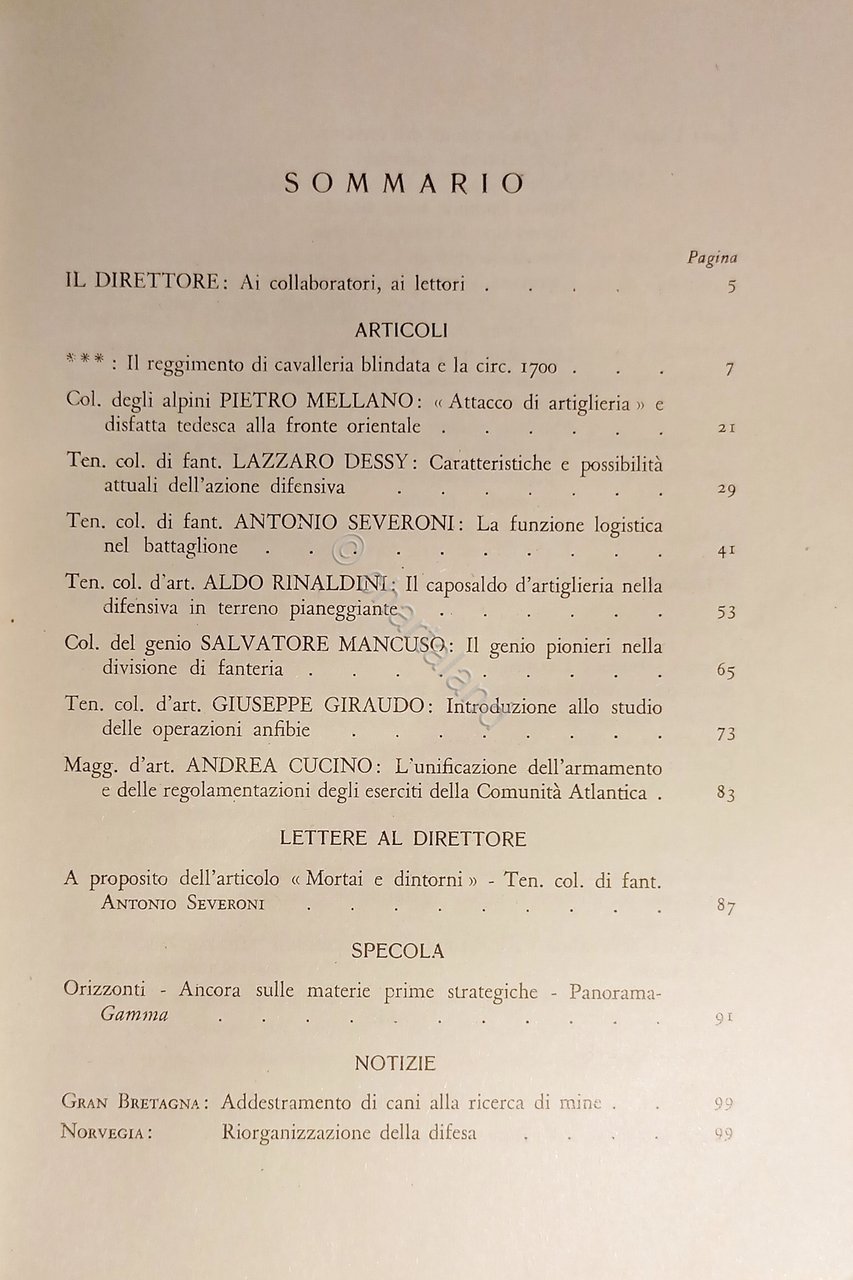 SOMMARIO
Pagina
IL DIRETTORE: Ai collaboratori, ai lettori . . . . 5
ARTICOLI
*** : Il reggimento di cavalleria blindata e la circ. 1700 . . . 7
Col. degli alpini PIETRO MELLANO: « Attacco di artiglieria » e
disfatta tedesca alla fronte orientale . . . . . . 21
Ten. col. di fant. LAZZARO DESSY: Caratteristiche e possibilità
attuali dell'azione difensiva . . . . . . . 29
Ten. col. di fant. ANTONIO SEVERONI: La funzione logistica
nel battaglione . . . . . . . . . . 41
Ten. col. d'art. ALDO RINALDINI: Il caposaldo d'artiglieria nella
difensiva in terreno pianeggiante . . . . . . 53
Col. del genio SALVATORE MANCUSO: Il genio pionieri nella
divisione di fanteria . . . . . . . . . 65
Ten. col. d'art. GIUSEPPE GIRAUDO: Introduzione allo studio
delle operazioni anfibie . . . . . . . . 73
Magg. d'art. ANDREA CUCINO: L'unificazione dell'armamento
e delle regolamentazioni degli eserciti della Comunità Atlantica . 83
LETTERE AL DIRETTORE
A proposito dell'articolo « Mortai e dintorni » - Ten. col. di fant.
ANTONIO SEVERONI . . . . . . . . . 87
SPECOLA
Orizzonti - Ancora sulle materie prime strategiche - Panorama-
Gamma . . . . . . . . . . . 91
NOTIZIE
GRAN BRETAGNA: Addestramento di cani alla ricerca di mine . . 99
NORVEGIA: Riorganizzazione della difesa . . . . 99